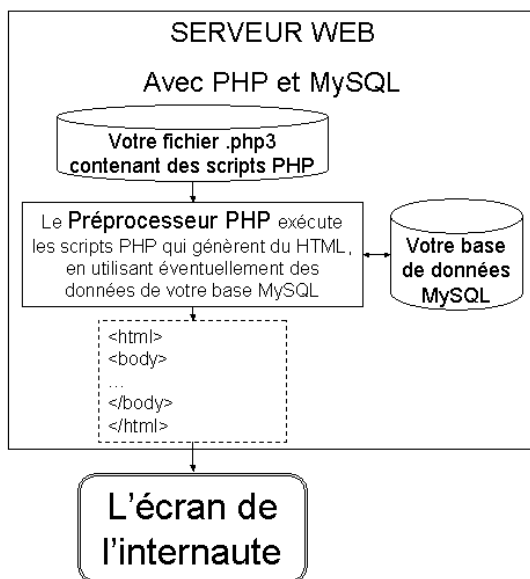 SERVEUR WEB
Avec PHP et MySQL
Votre fichier .php3
contenant des scripts PHP
Le Préprocesseur PHP exécute
les scripts PHP qui génèrent du HTML,
en utilisant éventuellement des
données de votre base MySQL
Votre base
de données
MySQL
<html>
<body>
...
</body>
</html>
L'écran de
l'internaute